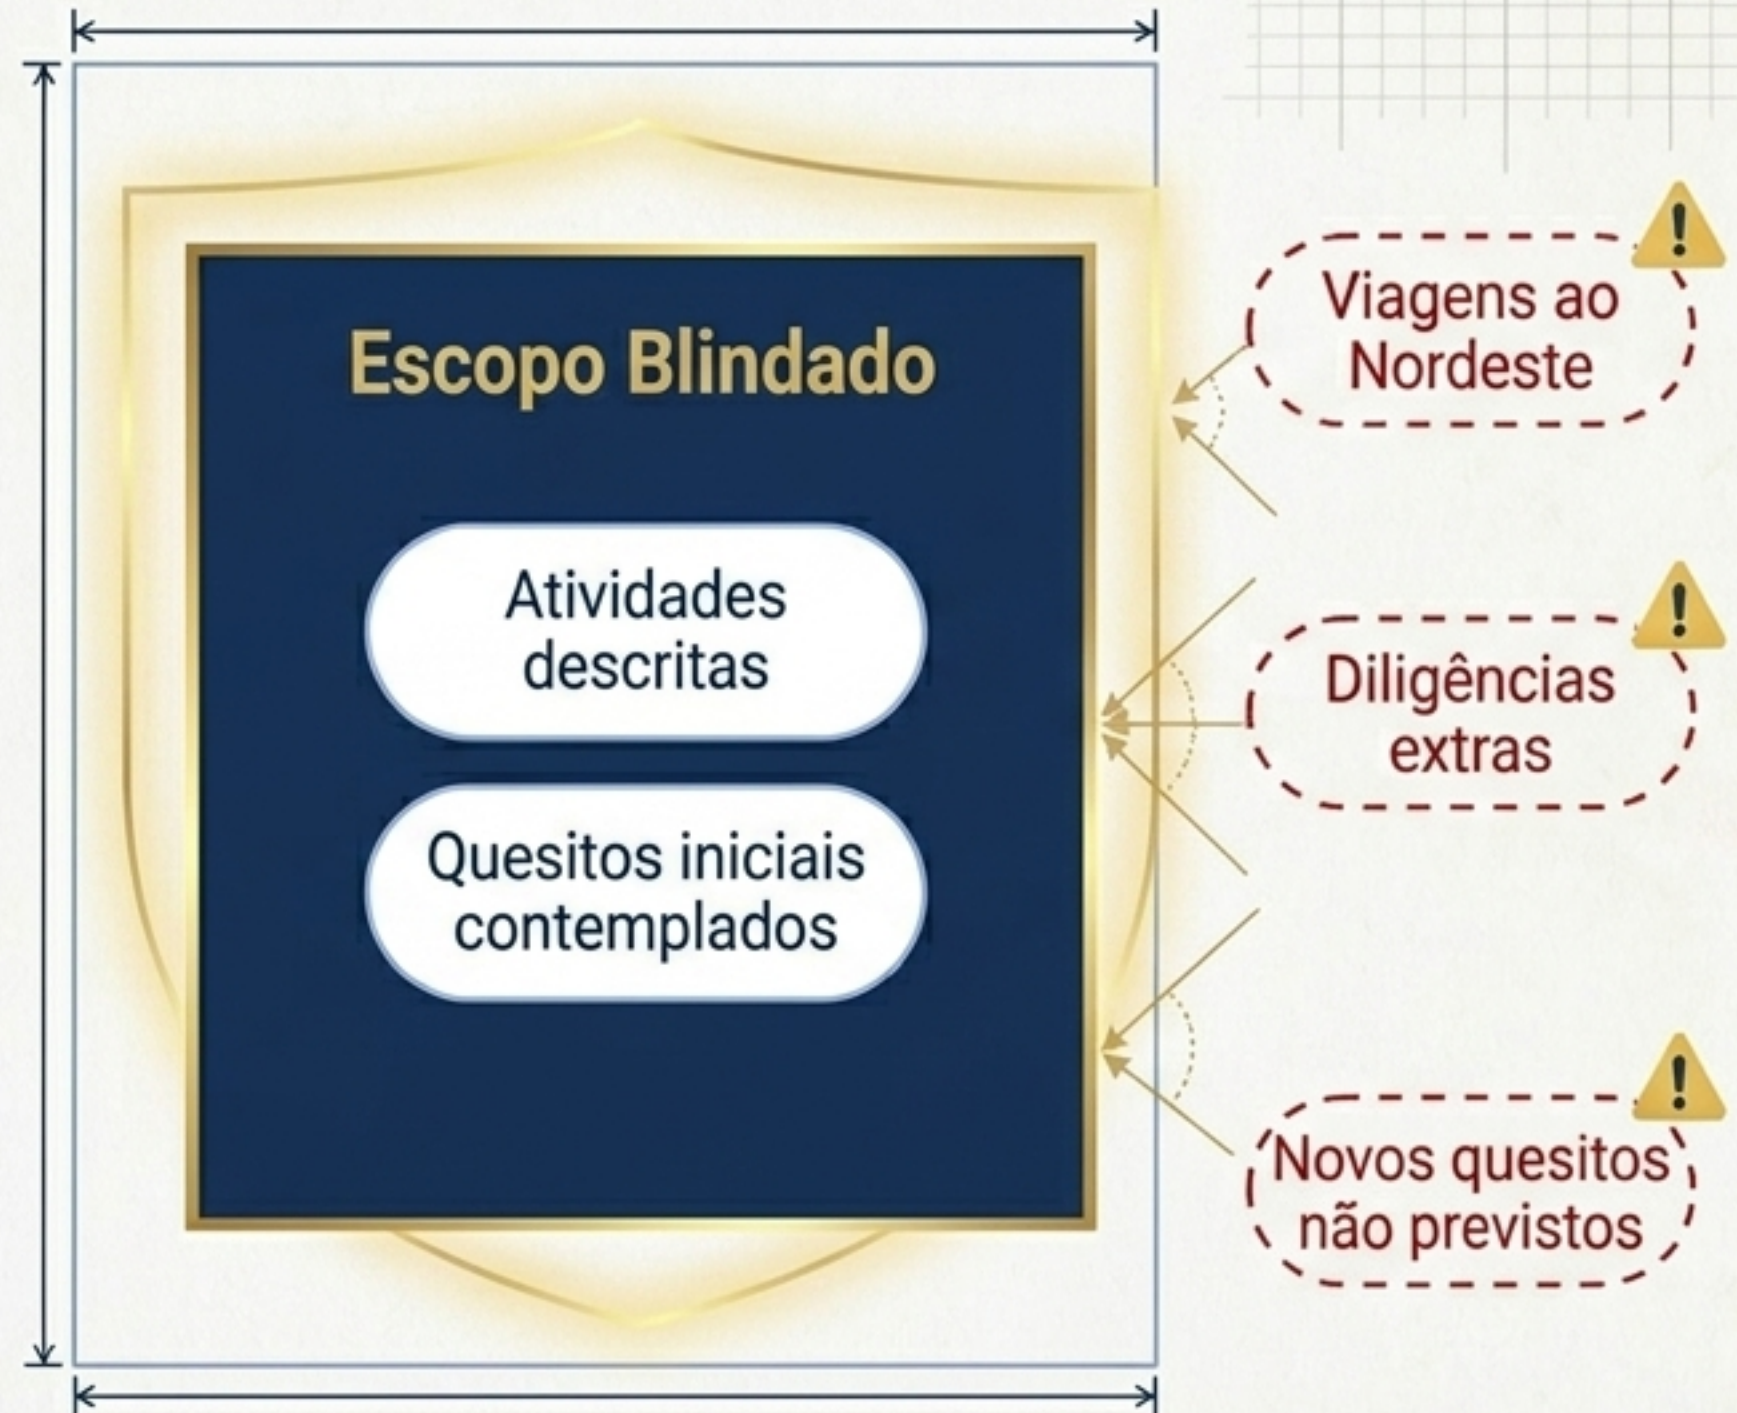 Escopo Blindado
Atividades
descritas
Quesitos iniciais
contemplados
Viagens ao
Nordeste
Diligências
extras
Novos quesitos
não previstos